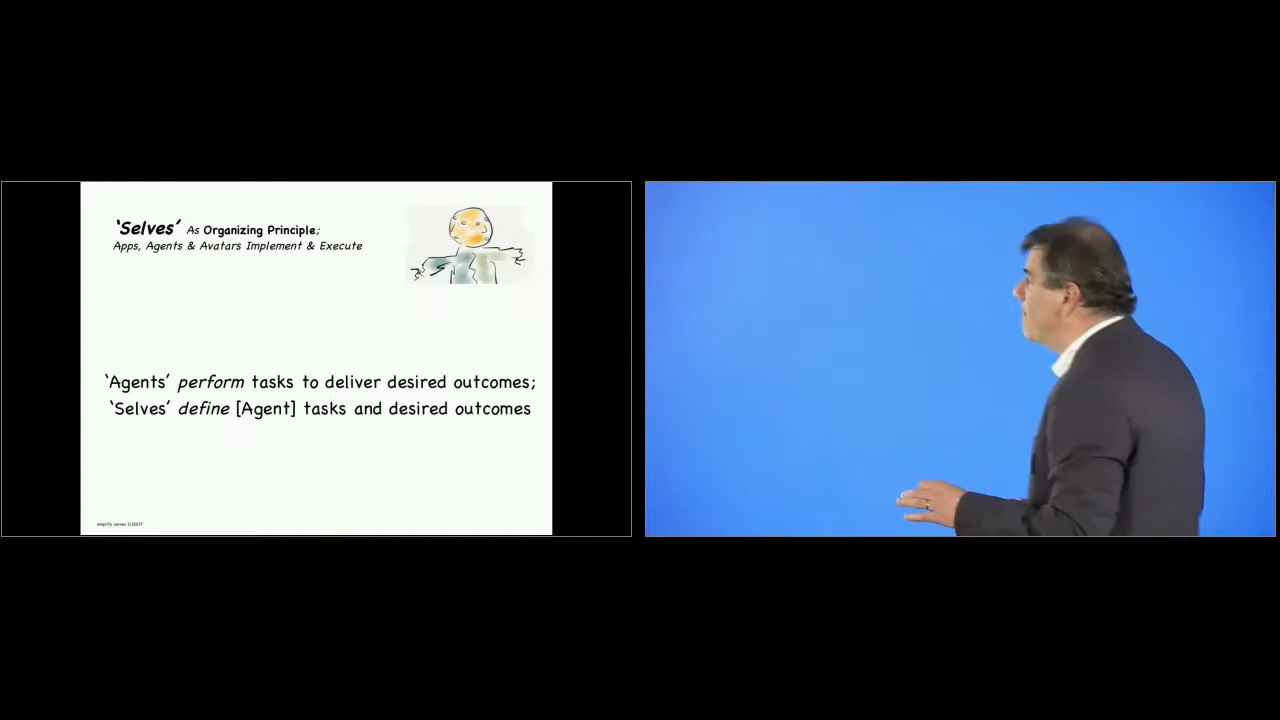 ‘Selves’ As Organizing Principle;
Apps, Agents & Avatars Implement & Execute
‘Agents’ perform tasks to deliver desired outcomes;
‘Selves’ define [Agent] tasks and desired outcomes